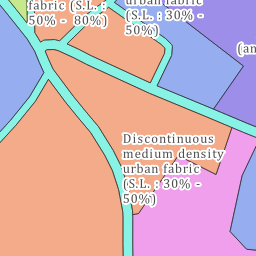 fabric (S.L. :
50% - 80%)
urban fabric
(S.L. : 30% -
50%)
(an
Discontinuous
medium density
urban fabric
(S.L. : 30% -
50%)